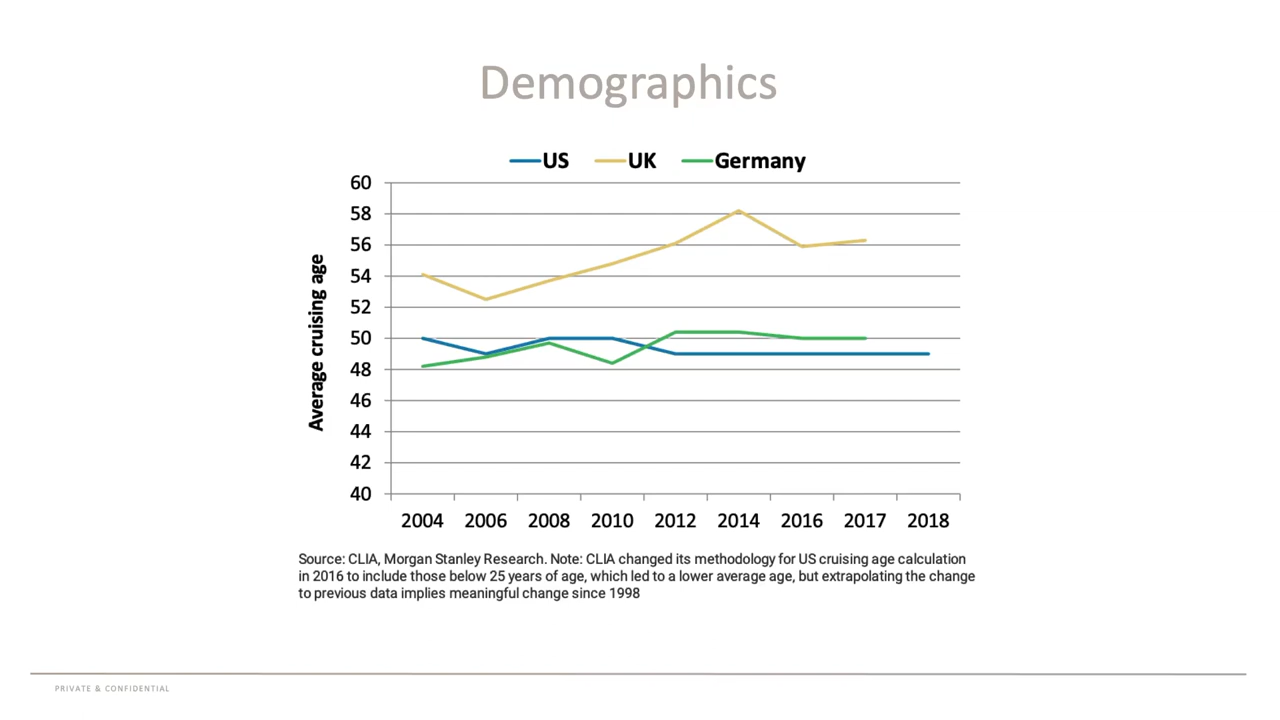 Demographics
US UK Germany
60
58
56
54
52
50
48
46
44
42
40
Average cruising age
2004 2006 2008 2010 2012 2014 2016 2017 2018
Source: CLIA, Morgan Stanley Research. Note: CLIA changed its methodology for US cruising age calculation
in 2016 to include those below 25 years of age, which led to a lower average age, but extrapolating the change
to previous data implies meaningful change since 1998
PRIVATE & CONFIDENTIAL